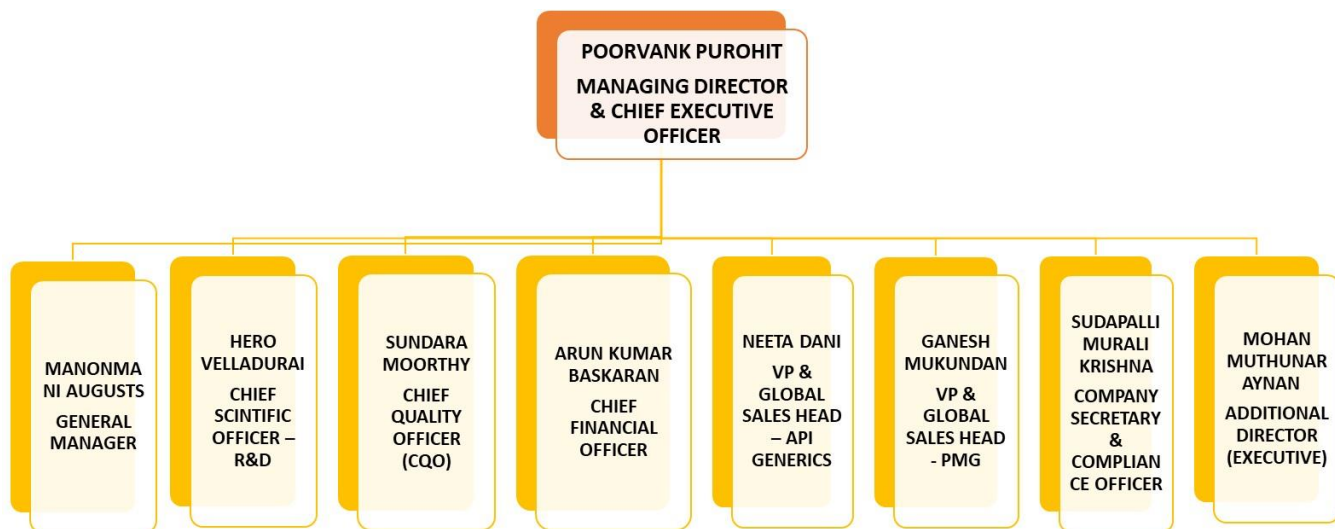 POORVANK PUROHIT
MANAGING DIRECTOR
& CHIEF EXECUTIVE
OFFICER
MANONMA
NI AUGUSTS
GENERAL
MANAGER
HERO
VELLADURAI
CHIEF
SCINTIFIC
OFFICER –
R&D
SUNDARA
MOORTHY
CHIEF
QUALITY
OFFICER
(CQO)
ARUN KUMAR
BASKARAN
CHIEF
FINANCIAL
OFFICER
NEETA DANI
VP &
GLOBAL
SALES HEAD
– API
GENERICS
GANESH
MUKUNDAN
VP &
GLOBAL
SALES HEAD
- PMG
SUDAPALLI
MURALI
KRISHNA
COMPANY
SECRETARY
&
COMPLIAN
CE OFFICER
MOHAN
MUTHUNAR
AYNAN
ADDITIONAL
DIRECTOR
(EXECUTIVE)